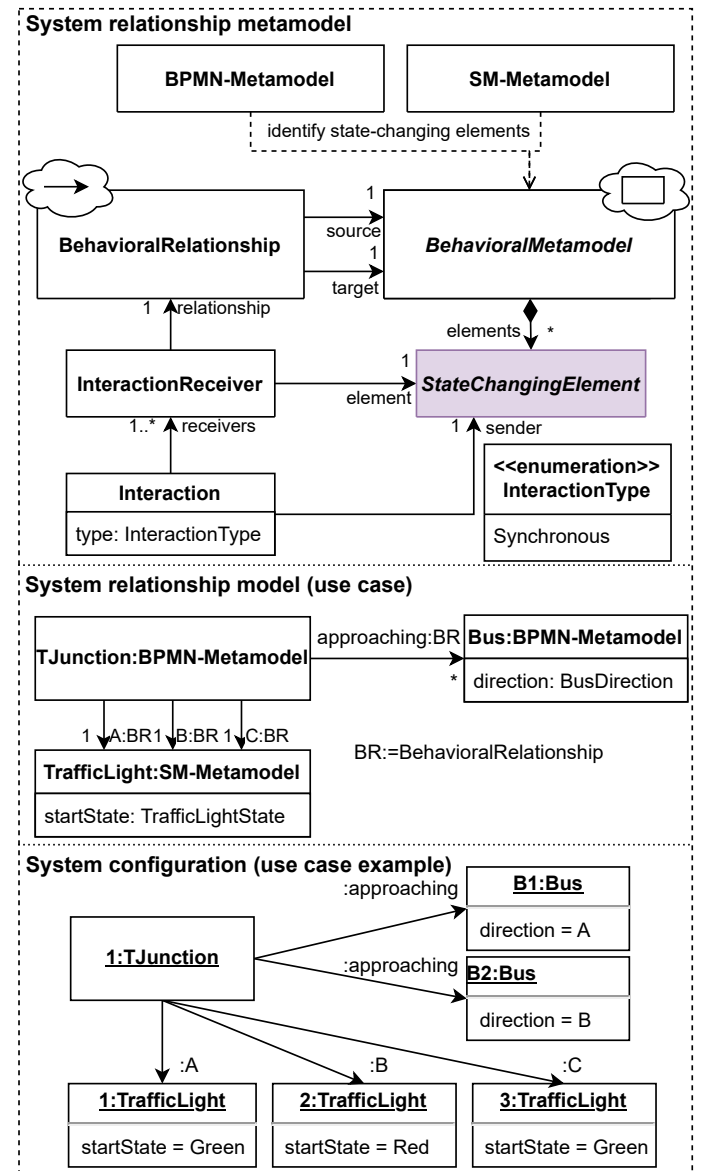 System relationship metamodel
BPMN-Metamodel
SM-Metamodel
identify state-changing elements
1
source
BehavioralRelationship
BehavioralMetamodel
1
target
1
relationship
elements
*
InteractionReceiver
1
element
StateChangingElement
1..*
receivers
1
sender
<<enumeration>>
InteractionType
Interaction
type: InteractionType
Synchronous
System relationship model (use case)
TJunction:BPMN-Metamodel
approaching:BR
*
Bus:BPMN-Metamodel
direction: BusDirection
1
A:BR
1
B:BR
1
C:BR
BR:=BehavioralRelationship
TrafficLight:SM-Metamodel
startState: TrafficLightState
System configuration (use case example)
:approaching
B1:Bus
direction = A
1:TJunction
:approaching
B2:Bus
direction = B
:A
:B
:C
1:TrafficLight
startState = Green
2:TrafficLight
startState = Red
3:TrafficLight
startState = Green